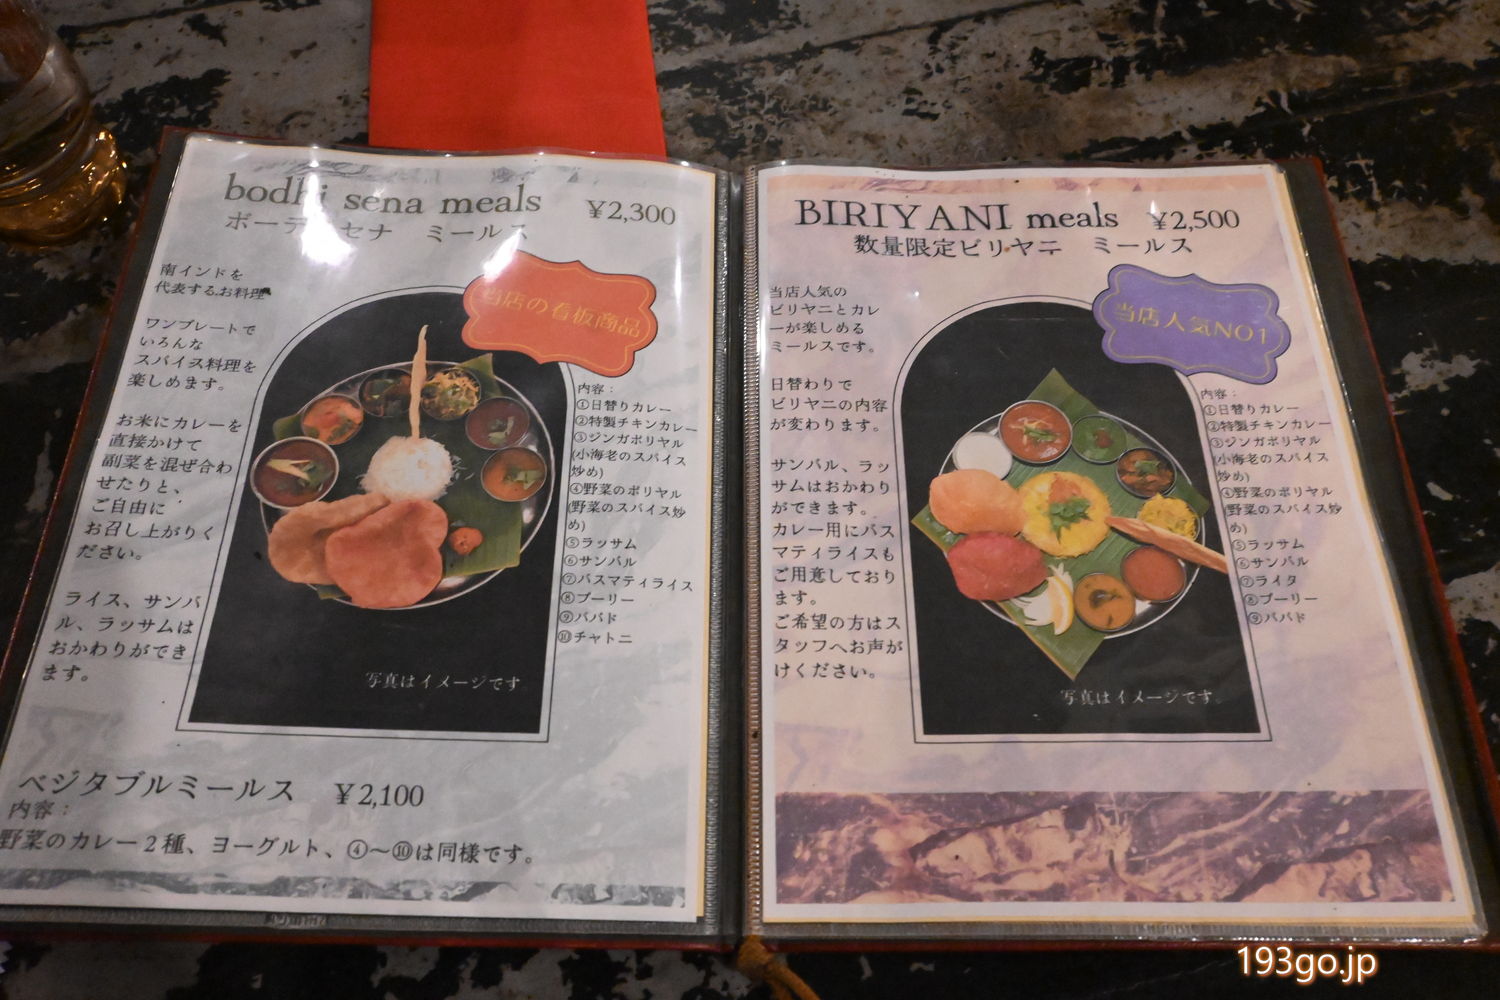 bodhi sena meals ¥2,300
ボーディセナ ミールス
当店の看板商品
南インドを
代表するお料理
ワンプレートで
いろんな
スパイス料理を
楽しめます。
お米にカレーを
直接かけて
副菜を混ぜ合わ
せたりと、
ご自由に
お召し上がりく
ださい。
ライス、サンバ
ル、ラッサムは
おかわりができ
ます。
内容:
①日替りカレー
②特製チキンカレー
③ジンガポリヤル
(小海老のスパイス
炒め)
④野菜のポリヤル
(野菜のスパイス炒
め)
⑤ラッサム
⑥サンバル
⑦バスマティライス
⑧プーリー
⑨パパド
⑩チャトニ
写真はイメージです
ベジタブルミールス ¥2,100
内容:
野菜のカレー2種、ヨーグルト、④〜⑩は同様です。
BIRIYANI meals ¥2,500
数量限定ビリヤニ ミールス
当店人気NO1
当店人気の
ビリヤニとカレ
ーが楽しめる
ミールスです。
日替わりで
ビリヤニの内容
が変わります。
サンバル、ラッ
サムはおかわり
ができます。
カレー用にバス
マティライスも
ご用意しており
ます。
ご希望の方はス
タッフへお声が
けください。
内容:
①日替りカレー
②特製チキンカレー
③ジンガポリヤル
(小海老のスパイス
炒め)
④野菜のポリヤル
(野菜のスパイス炒
め)
⑤ラッサム
⑥サンバル
⑦ライタ
⑧プーリー
⑨パパド
写真はイメージです。
193go.jp